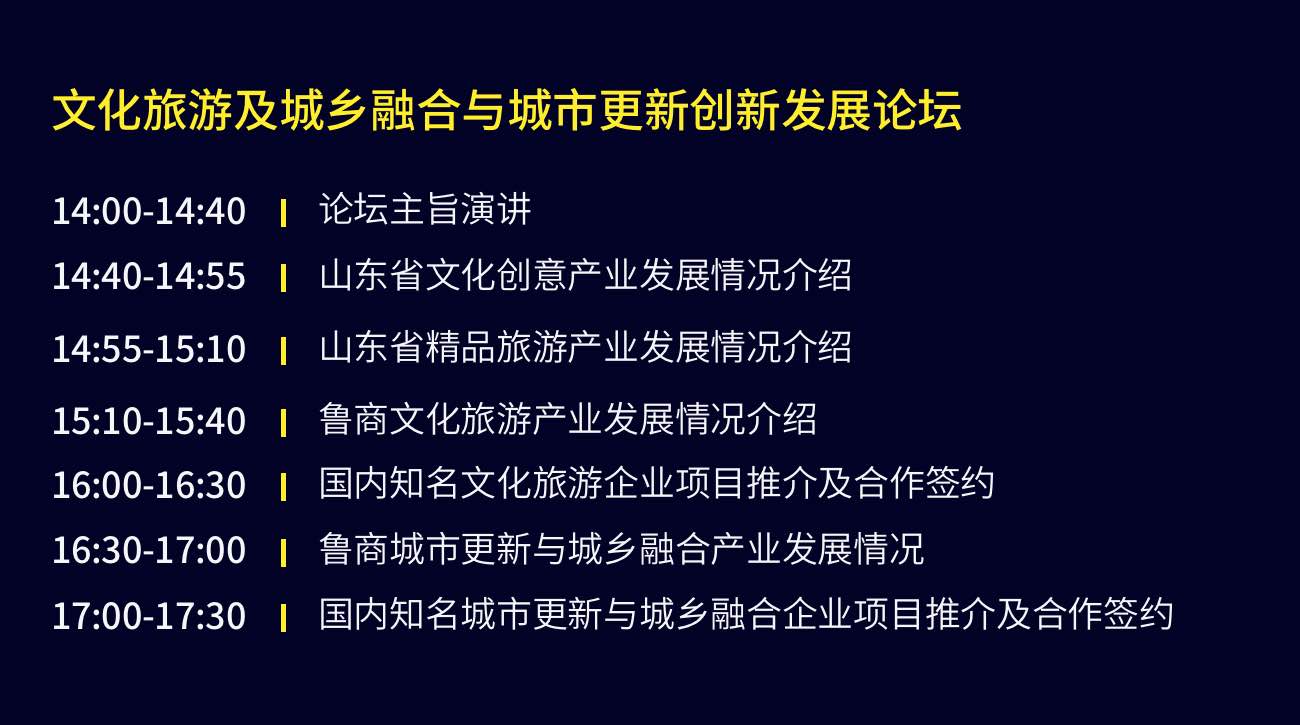 文化旅游及城乡融合与城市更新创新发展论坛
14:00-14:40 | 论坛主旨演讲
14:40-14:55 | 山东省文化创意产业发展情况介绍
14:55-15:10 | 山东省精品旅游产业发展情况介绍
15:10-15:40 | 鲁商文化旅游产业发展情况介绍
16:00-16:30 | 国内知名文化旅游企业项目推介及合作签约
16:30-17:00 | 鲁商城市更新与城乡融合产业发展情况
17:00-17:30 | 国内知名城市更新与城乡融合企业项目推介及合作签约